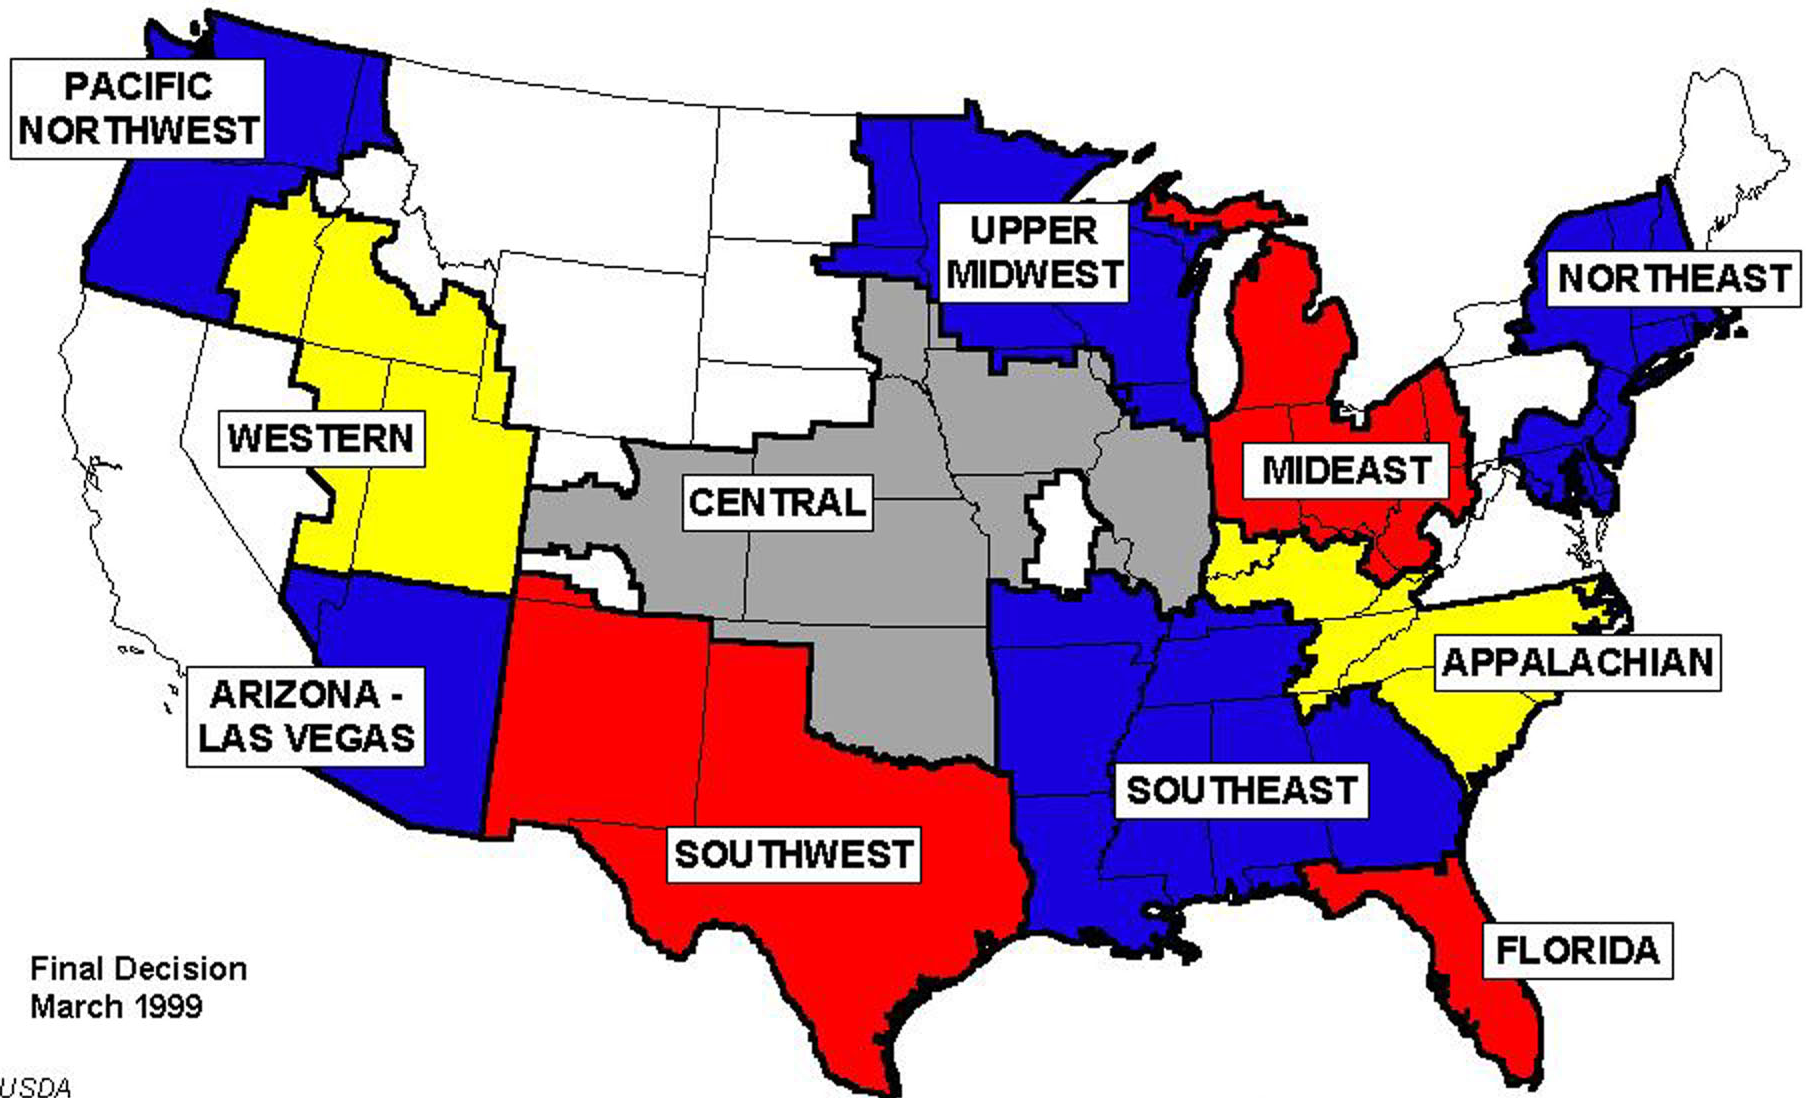 PACIFIC
NORTHWEST
UPPER
MIDWEST
NORTHEAST
WESTERN
MIDEAST
CENTRAL
APPALACHIAN
ARIZONA -
LAS VEGAS
SOUTHEAST
SOUTHWEST
FLORIDA
Final Decision
March 1999
USDA